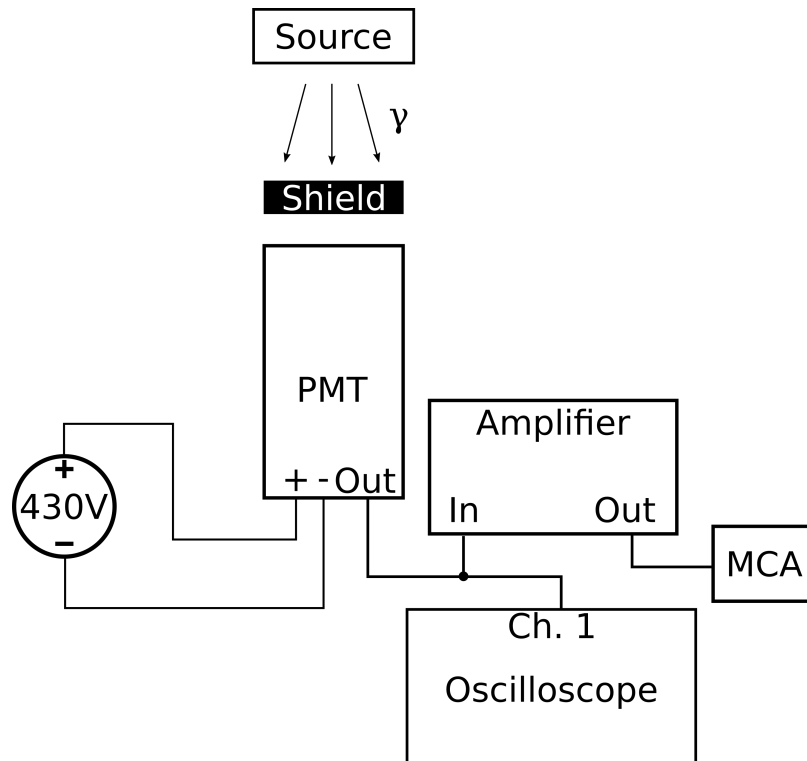 Source
γ
Shield
PMT
+ - Out
+
430V
−
Amplifier
In Out
MCA
Ch. 1
Oscilloscope